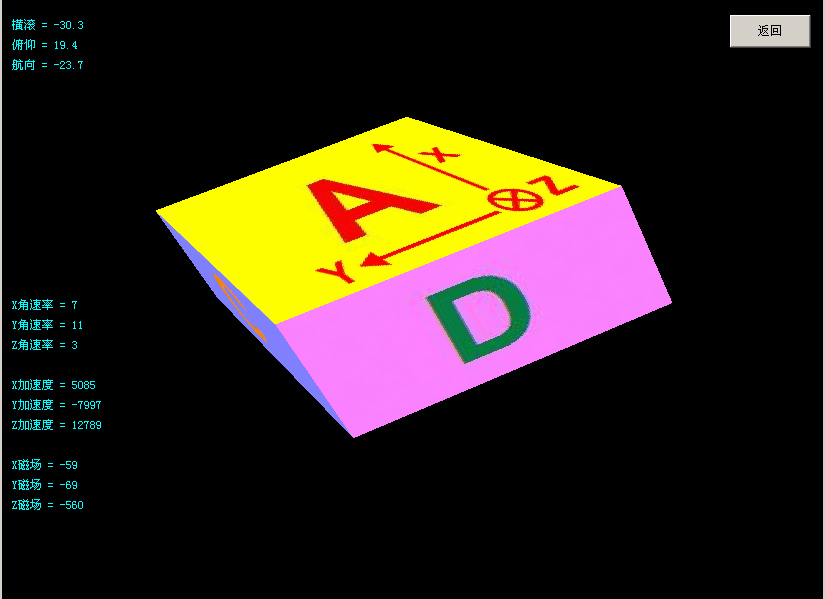 横滚 = -30.3
俯仰 = 19.4
航向 = -23.7
返回
X
A
Z
Y
D
X角速率 = 7
Y角速率 = 11
Z角速率 = 3
X加速度 = 5085
Y加速度 = -7997
Z加速度 = 12789
X磁场 = -59
Y磁场 = -69
Z磁场 = -560